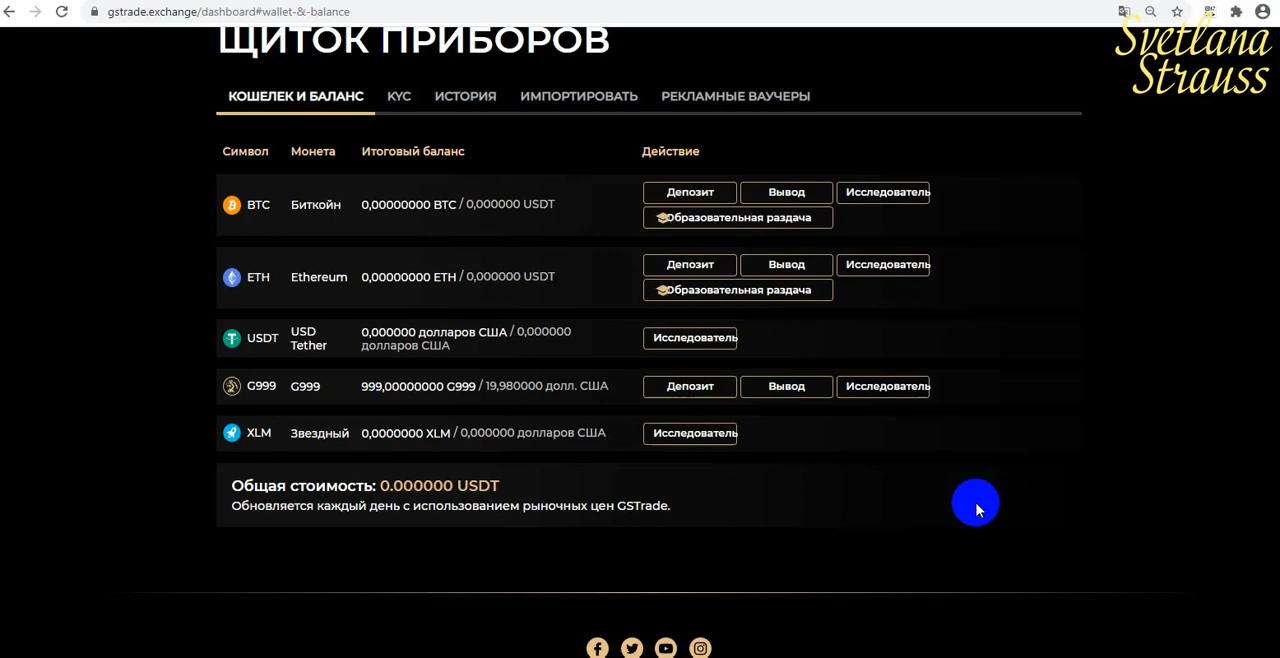 gstrade.exchange/dashboard#wallet-&-balance
Svetlana
Strauss
ЩИТОК ПРИБОРОВ
КОШЕЛЕК И БАЛАНС KYC ИСТОРИЯ ИМПОРТИРОВАТЬ РЕКЛАМНЫЕ ВАУЧЕРЫ
Символ Монета Итоговый баланс Действие
BTC Биткойн 0,00000000 BTC / 0,000000 USDT Депозит Вывод Исследователь
Образовательная раздача
ETH Ethereum 0,00000000 ETH / 0,000000 USDT Депозит Вывод Исследователь
Образовательная раздача
USDT USD Tether 0,000000 долларов США / 0,000000 долларов США Исследователь
G999 G999 999,00000000 G999 / 19,980000 долл. США Депозит Вывод Исследователь
XLM Звездный 0,0000000 XLM / 0,000000 долларов США Исследователь
Общая стоимость: 0.000000 USDT
Обновляется каждый день с использованием рыночных цен GSTrade.